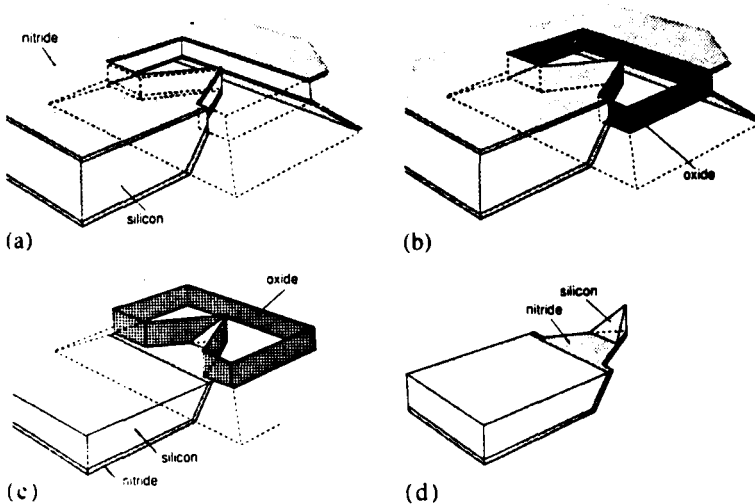 nitride
silicon
(a)
oxide
(b)
oxide
silicon
nitride
(c)
silicon
nitride
(d)